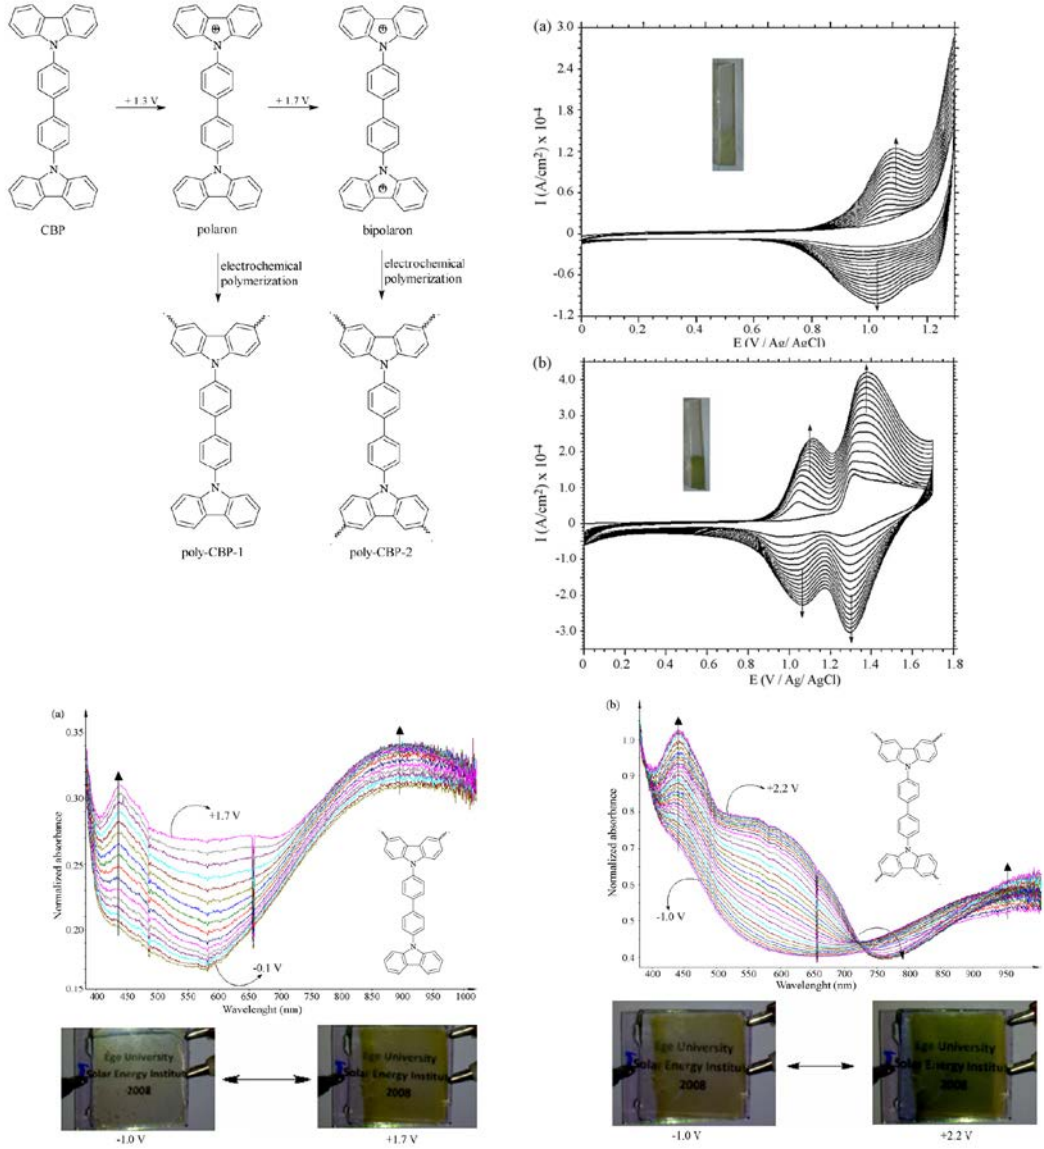 N
N
CBP
+ 1.3 V
N
N
polaron
+ 1.7 V
N
N
bipolaron
electrochemical
polymerization
electrochemical
polymerization
N
N
poly-CBP-1
N
N
poly-CBP-2
(a)
I (A/cm2) x 10-4
3.0
2.4
1.8
1.2
0.6
0
-0.6
-1.2
0 0.2 0.4 0.6 0.8 1.0 1.2
E (V / Ag/ AgCl)
(b)
I (A/cm2) x 10-4
4.0
3.0
2.0
1.0
0
-1.0
-2.0
-3.0
0 0.2 0.4 0.6 0.8 1.0 1.2 1.4 1.6 1.8
E (V / Ag/ AgCl)
(a)
Normalized absorbance
0.35
0.30
0.25
0.20
0.15
+1.7 V
-0.1 V
N
N
400 450 500 550 600 650 700 750 800 850 900 950 1000
Wavelenght (nm)
Ege University
Solar Energy Institu
2008
-1.0 V
Ege University
Solar Energy Institu
2008
+1.7 V
(b)
Normalized absorbance
1.0
0.9
0.8
0.7
0.6
0.5
0.4
+2.2 V
-1.0 V
N
N
400 450 500 550 600 650 700 750 800 850 900 950
Wavelenght (nm)
Ege University
Solar Energy Institu
2008
-1.0 V
Ege University
Solar Energy Institu
2008
+2.2 V